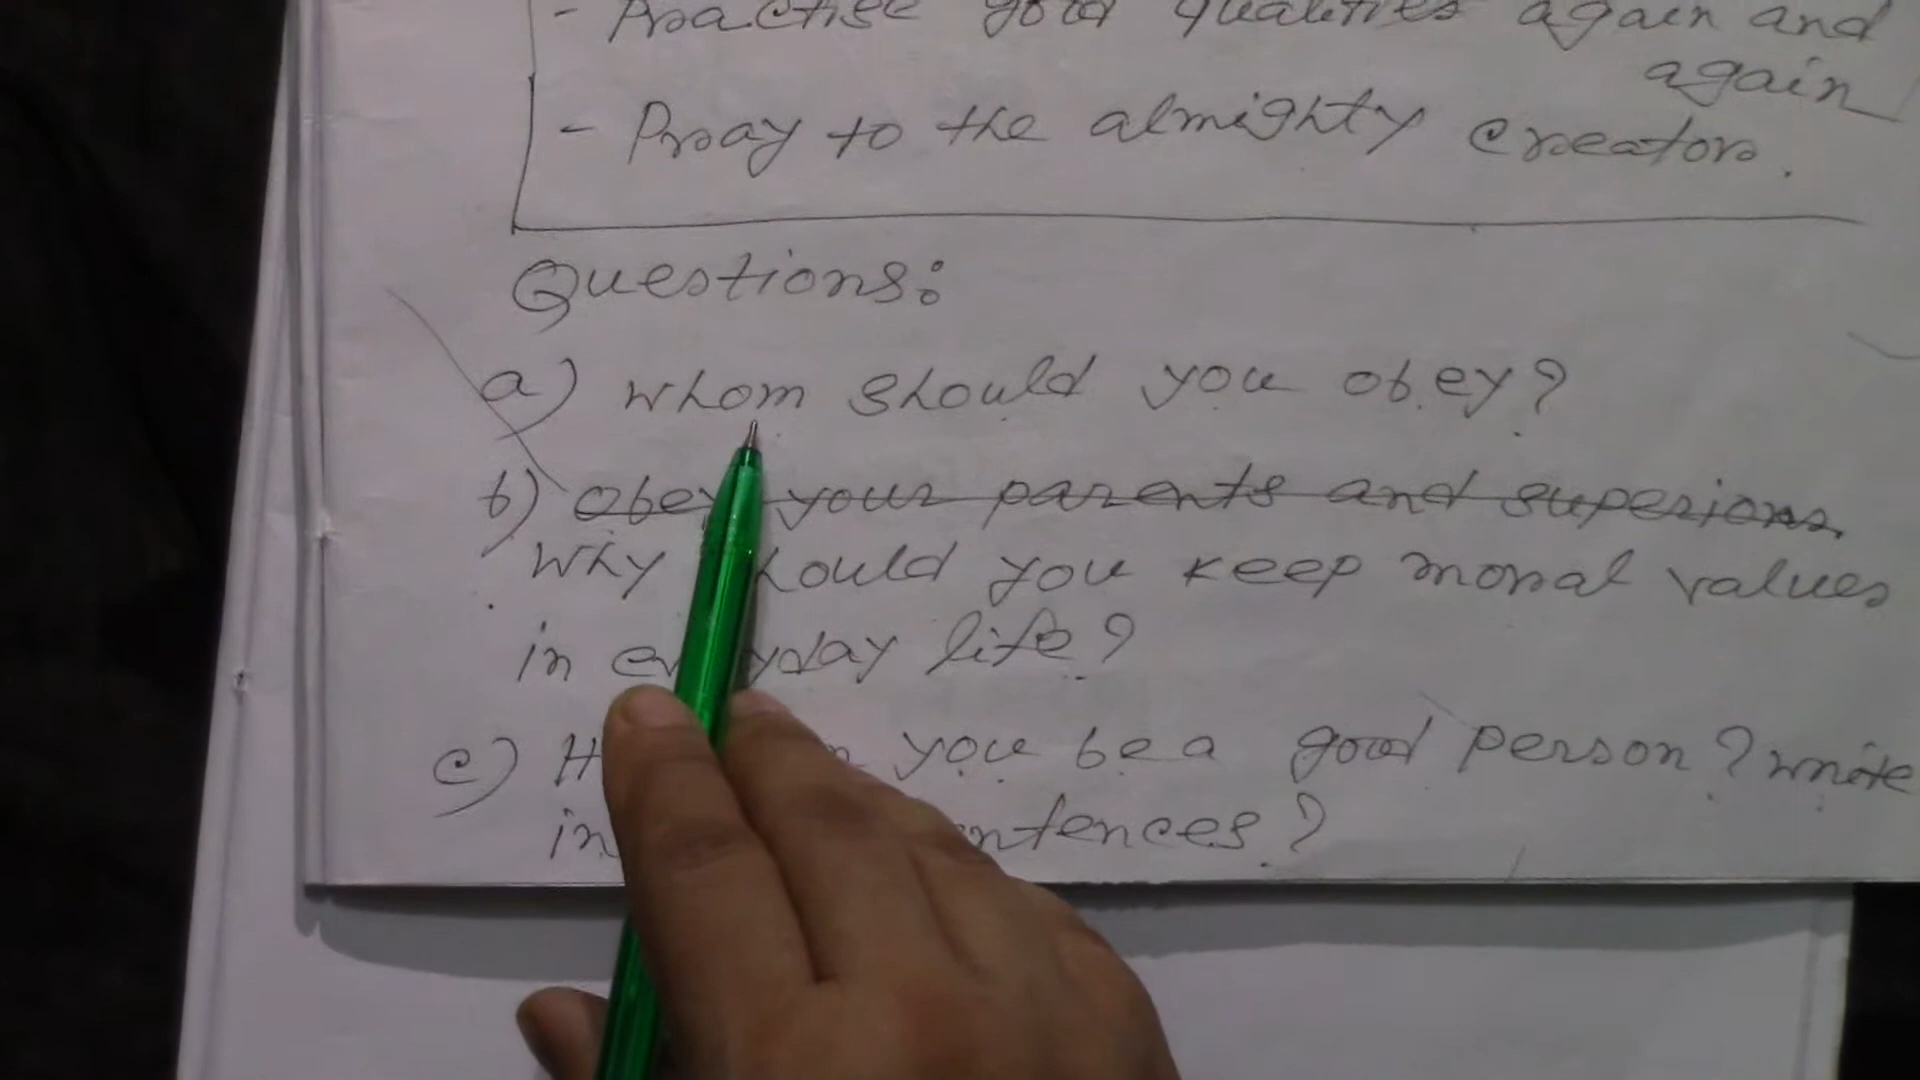 - Practise good qualities again and
again
- Pray to the almighty creator.
Questions:
a) Whom should you obey?
b) Obey your parents and superiors.
Why should you keep moral values
in everyday life?
c) H you be a good person? write
in sentences?